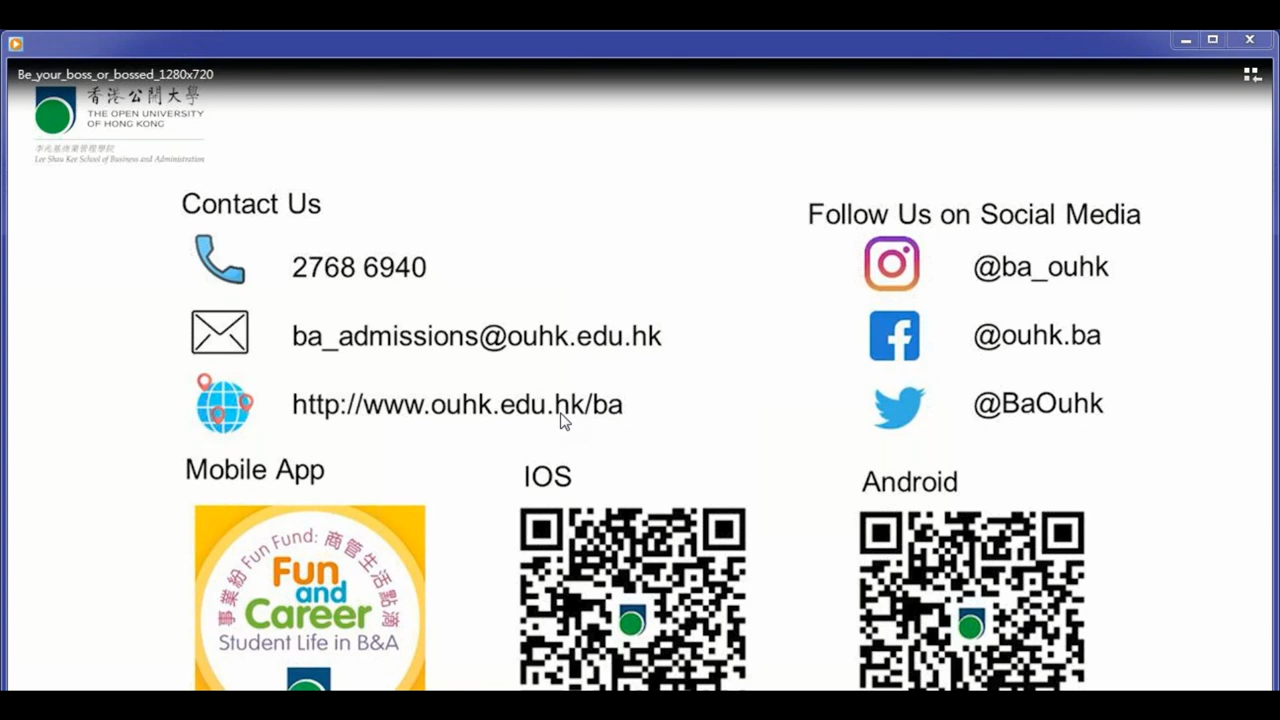 Be_your_boss_or_bossed_1280x720
香港公開大學
THE OPEN UNIVERSITY
OF HONG KONG
李兆基商業管理學院
Lee Shau Kee School of Business and Administration
Contact Us
2768 6940
ba_admissions@ouhk.edu.hk
http://www.ouhk.edu.hk/ba
Follow Us on Social Media
@ba_ouhk
@ouhk.ba
@BaOuhk
Mobile App
事業紛 Fun Fund: 商管生活點滴
Fun
and
Career
Student Life in B&A
IOS
Android